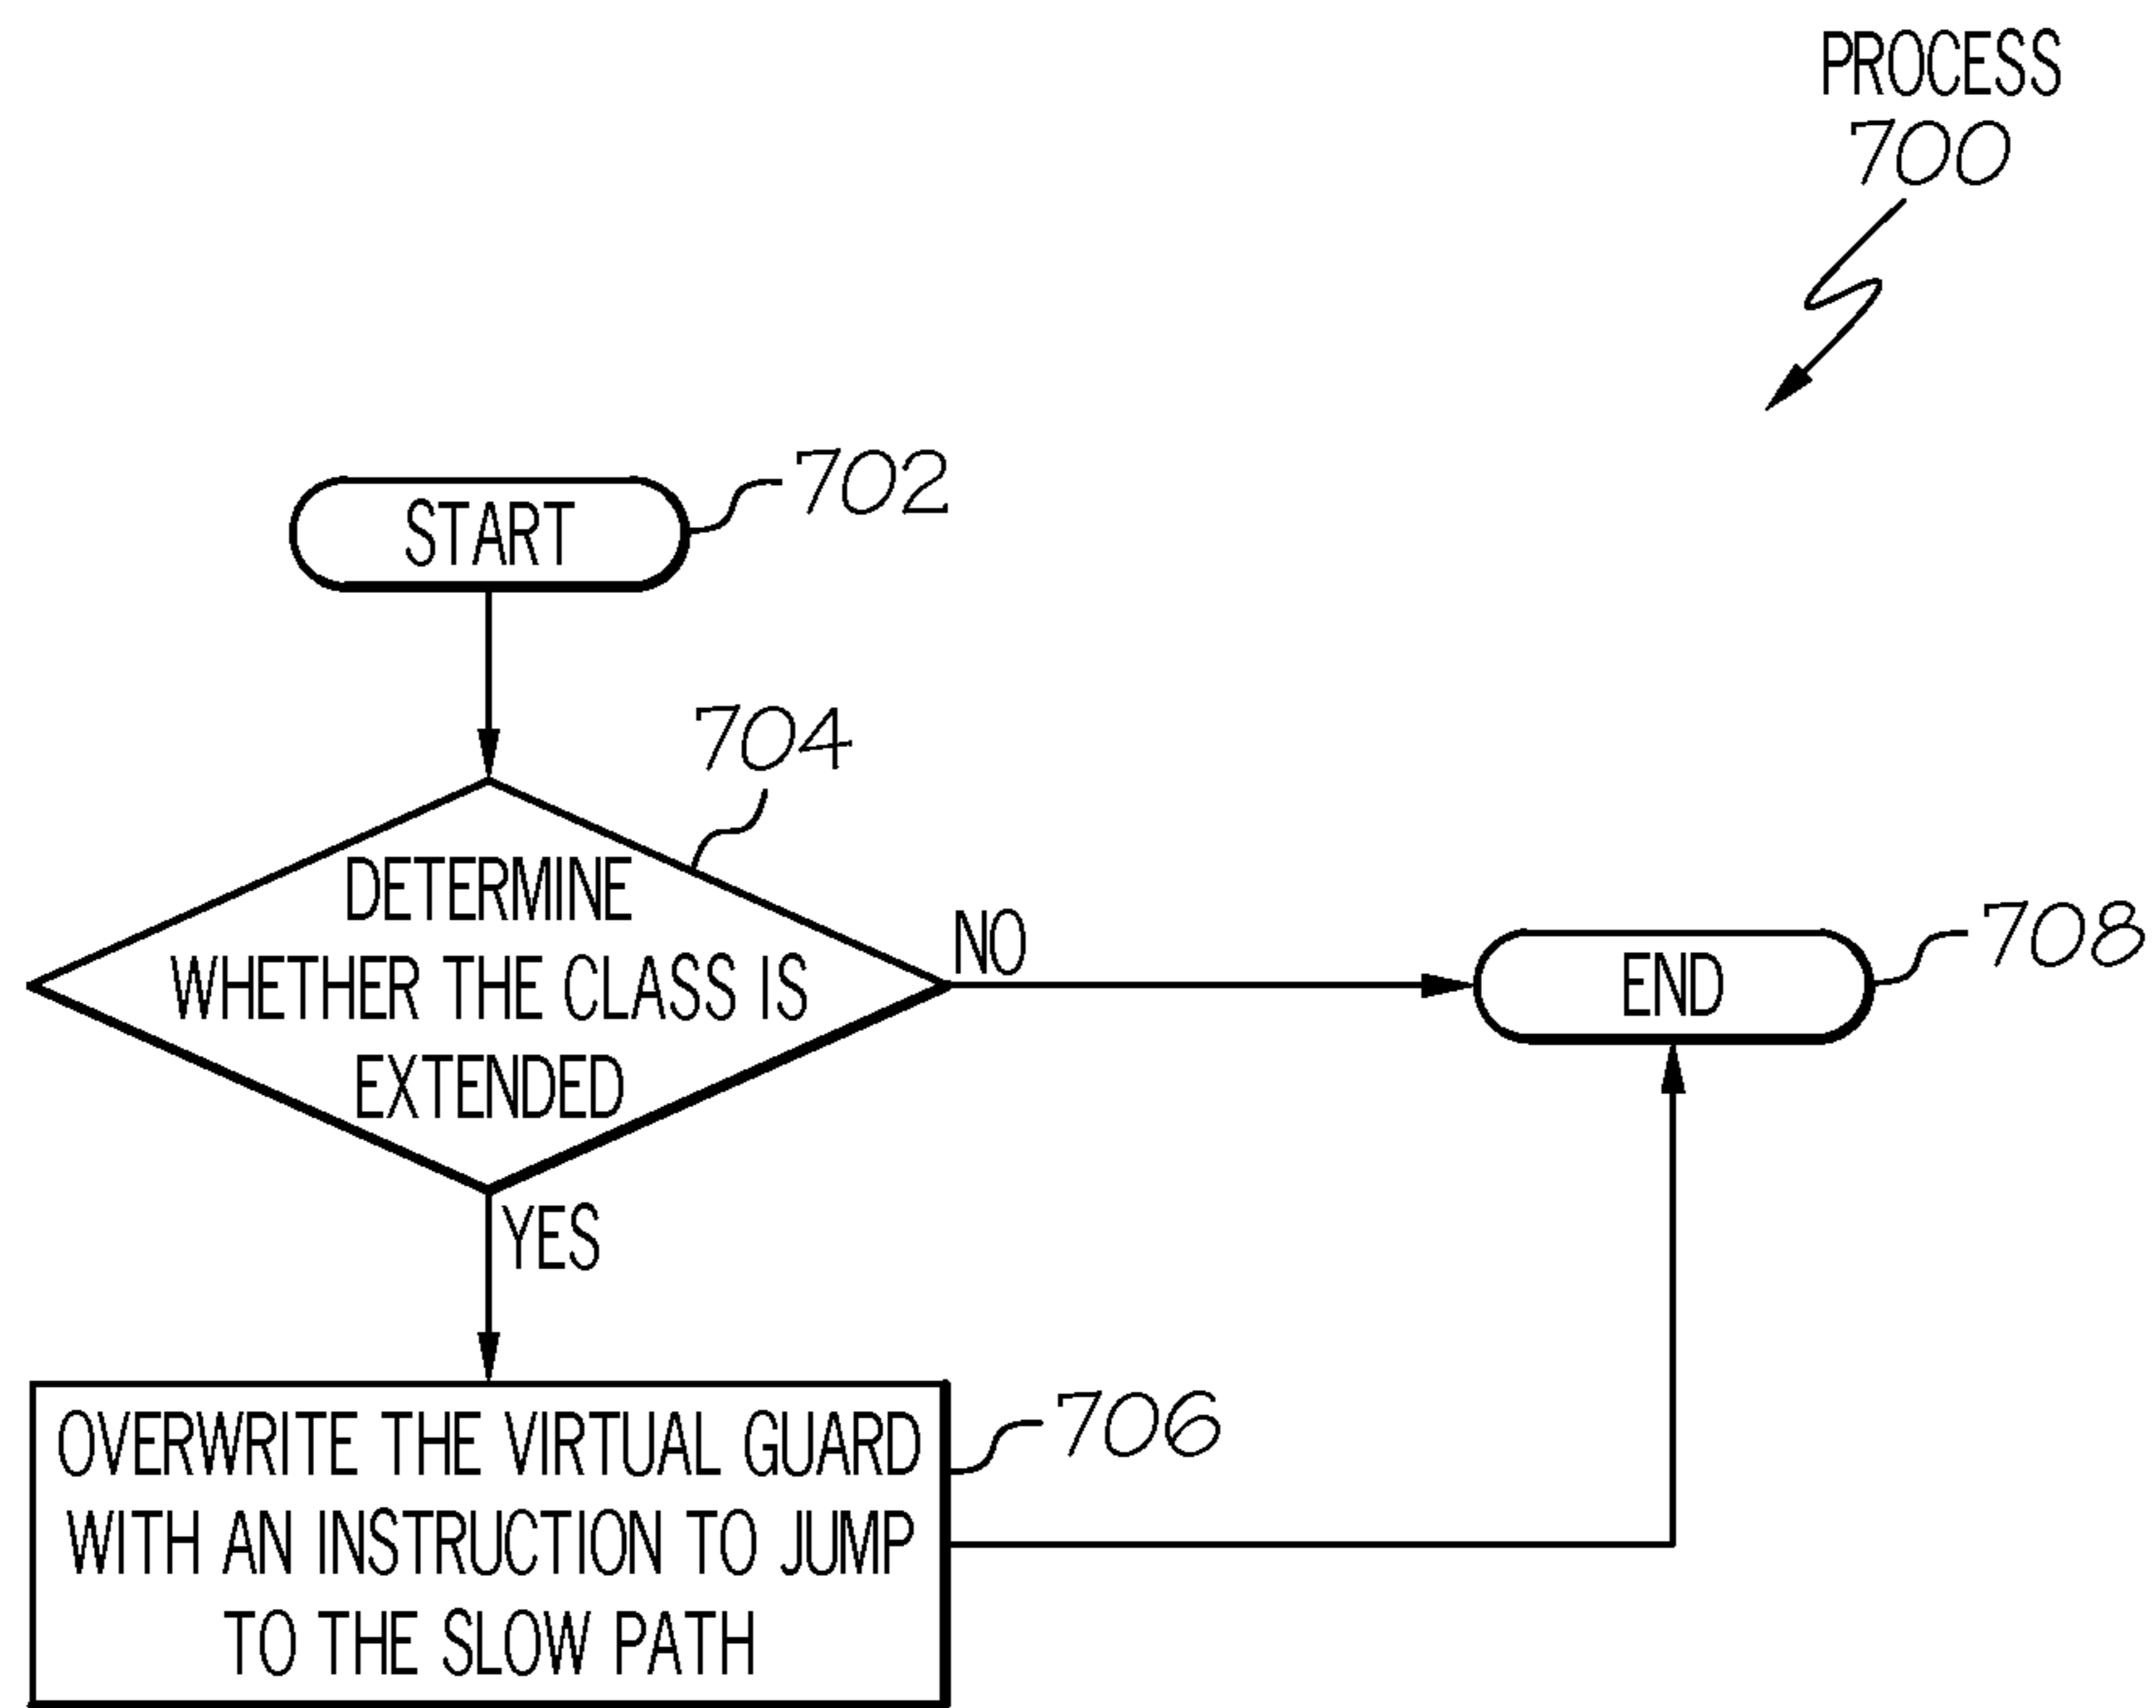 PROCESS
700
START
702
704
DETERMINE
WHETHER THE CLASS IS
EXTENDED
NO
END
708
YES
OVERWRITE THE VIRTUAL GUARD
WITH AN INSTRUCTION TO JUMP
TO THE SLOW PATH
706